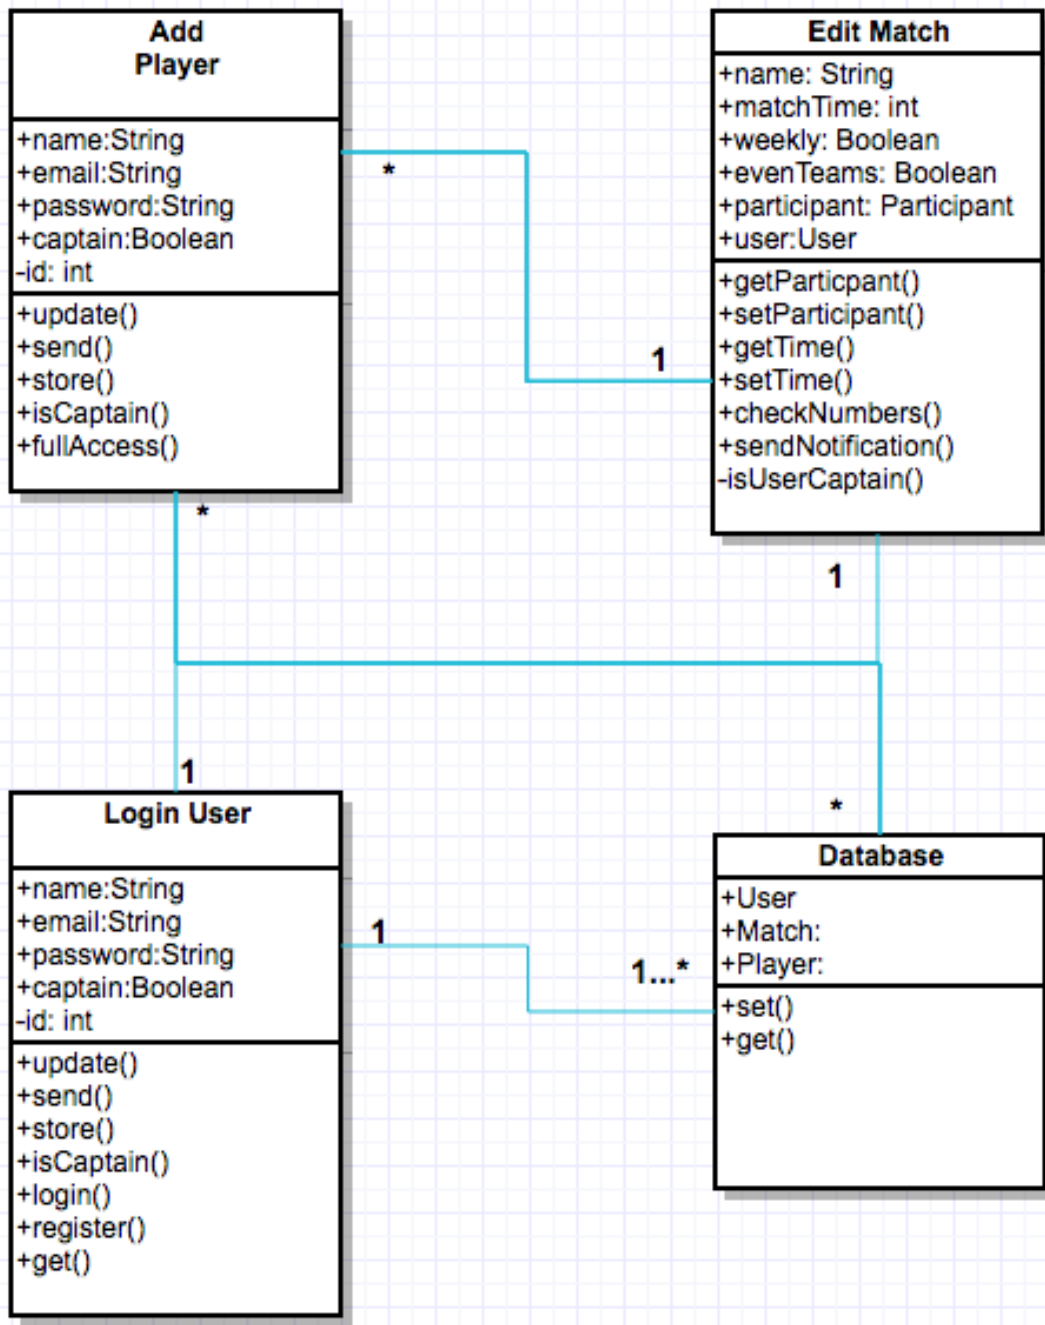 Add
Player
+name:String
+email:String
+password:String
+captain:Boolean
-id: int
+update()
+send()
+store()
+isCaptain()
+fullAccess()
*
*
Edit Match
+name: String
+matchTime: int
+weekly: Boolean
+evenTeams: Boolean
+participant: Participant
+user:User
+getParticpant()
+setParticipant()
+getTime()
+setTime()
+checkNumbers()
+sendNotification()
-isUserCaptain()
1
1
1
Login User
+name:String
+email:String
+password:String
+captain:Boolean
-id: int
+update()
+send()
+store()
+isCaptain()
+login()
+register()
+get()
1
1...*
*
Database
+User
+Match:
+Player:
+set()
+get()